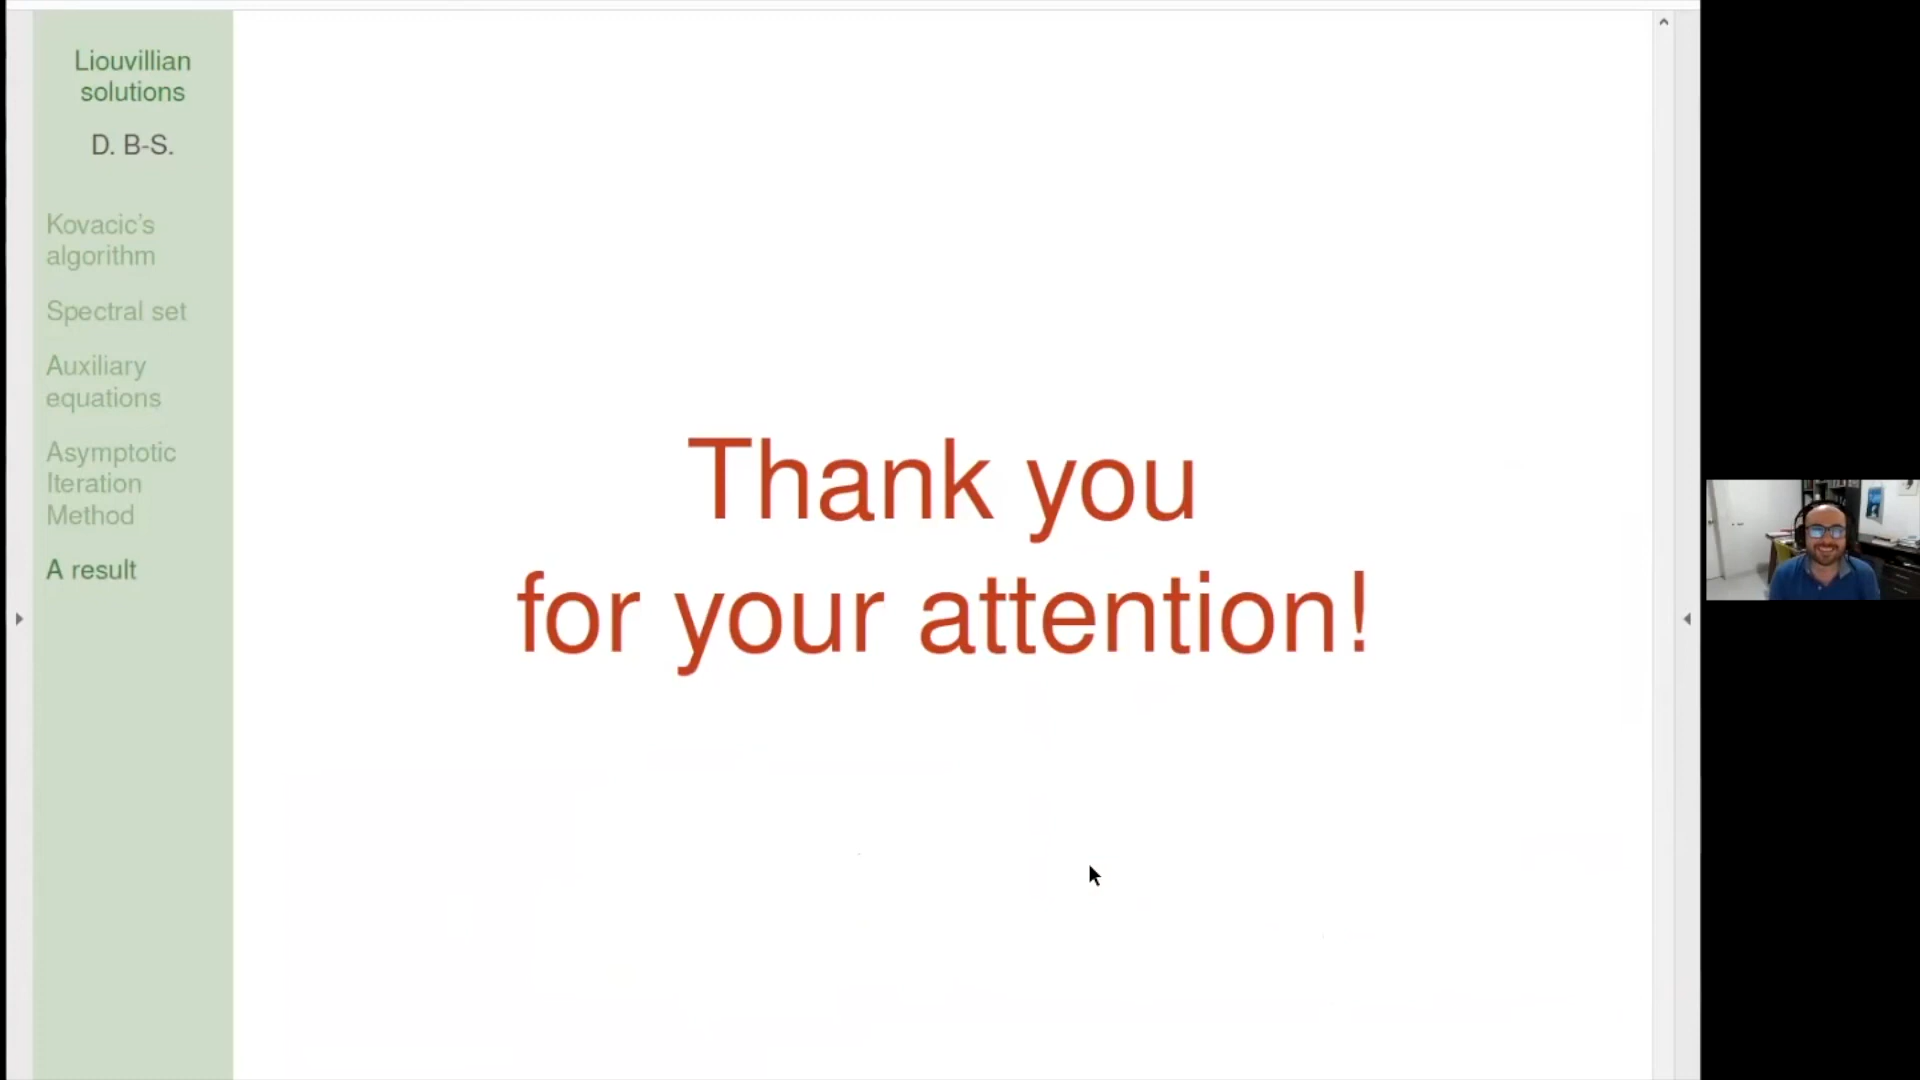 Liouvillian
solutions
D. B-S.
Kovacic's
algorithm
Spectral set
Auxiliary
equations
Asymptotic
Iteration
Method
A result
Thank you
for your attention!